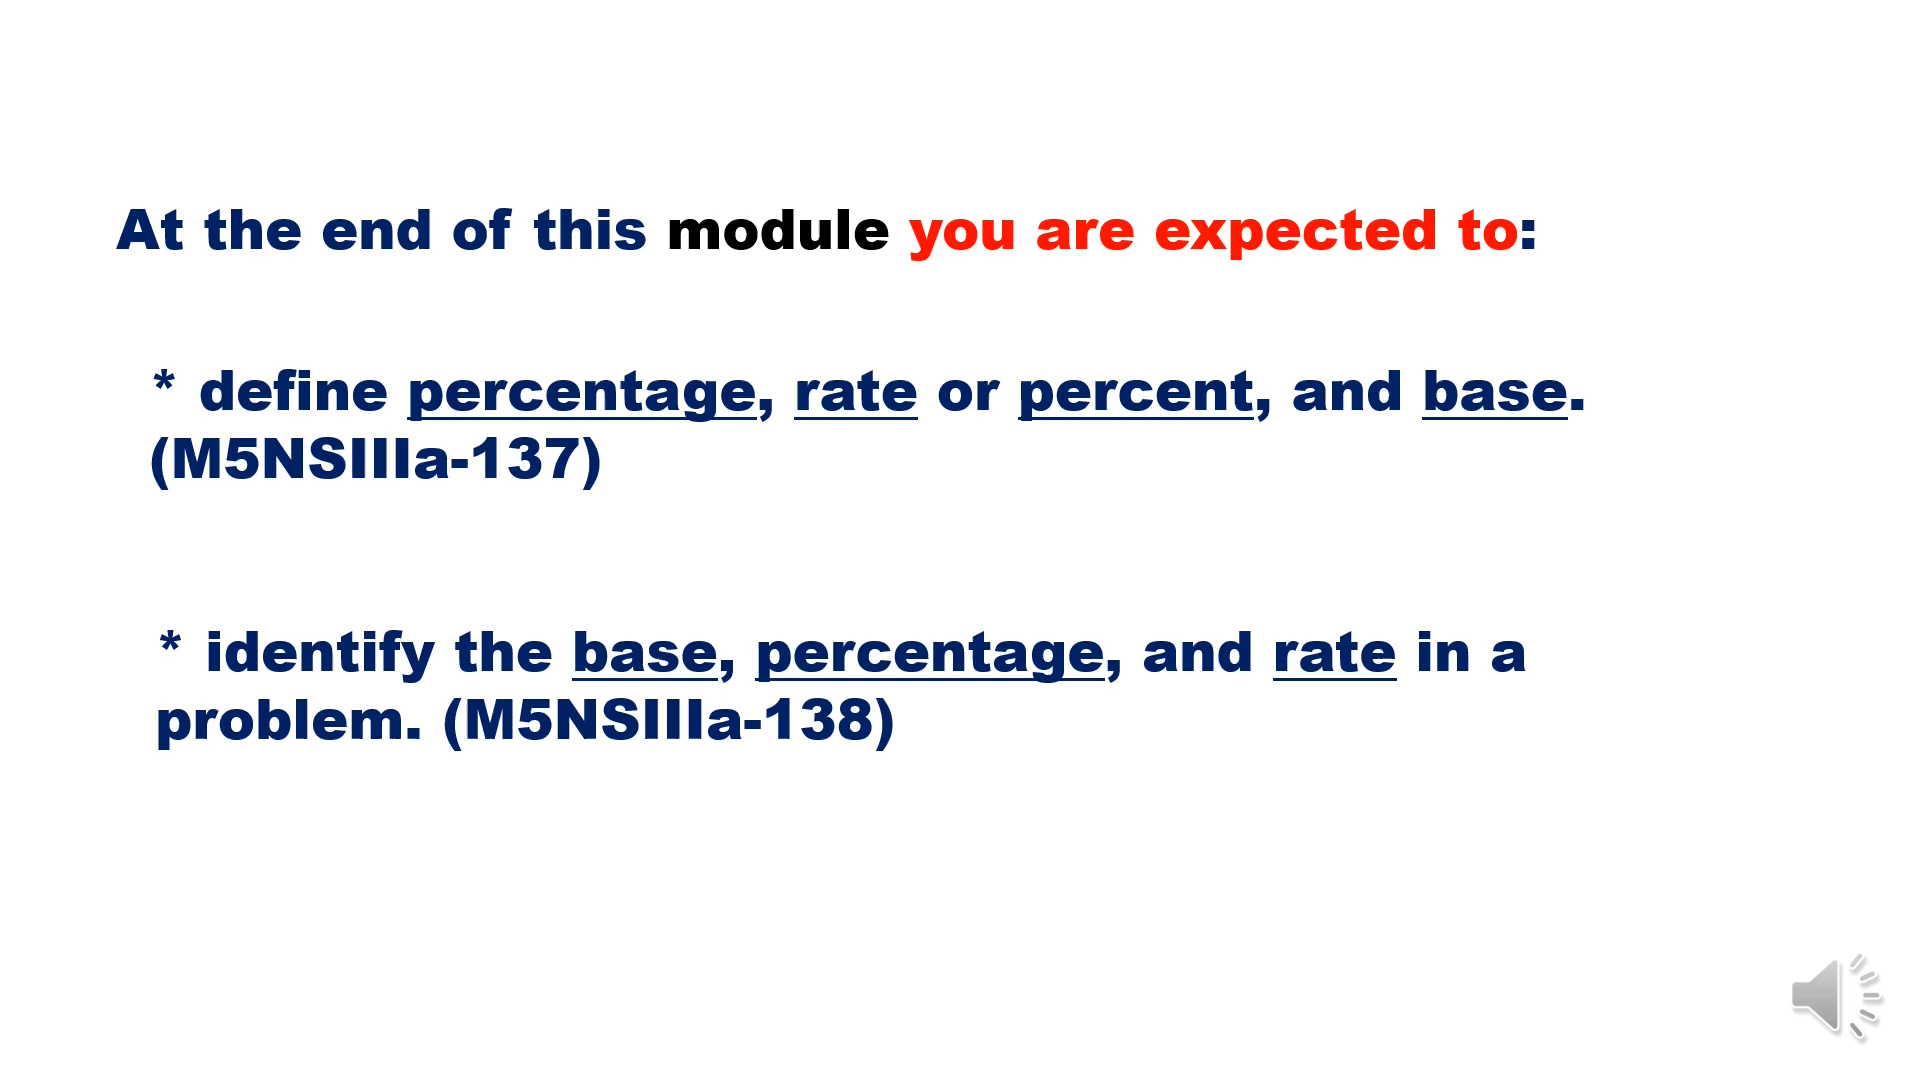 At the end of this module you are expected to:
* define percentage, rate or percent, and base.
(M5NSIIIa-137)
* identify the base, percentage, and rate in a
problem. (M5NSIIIa-138)